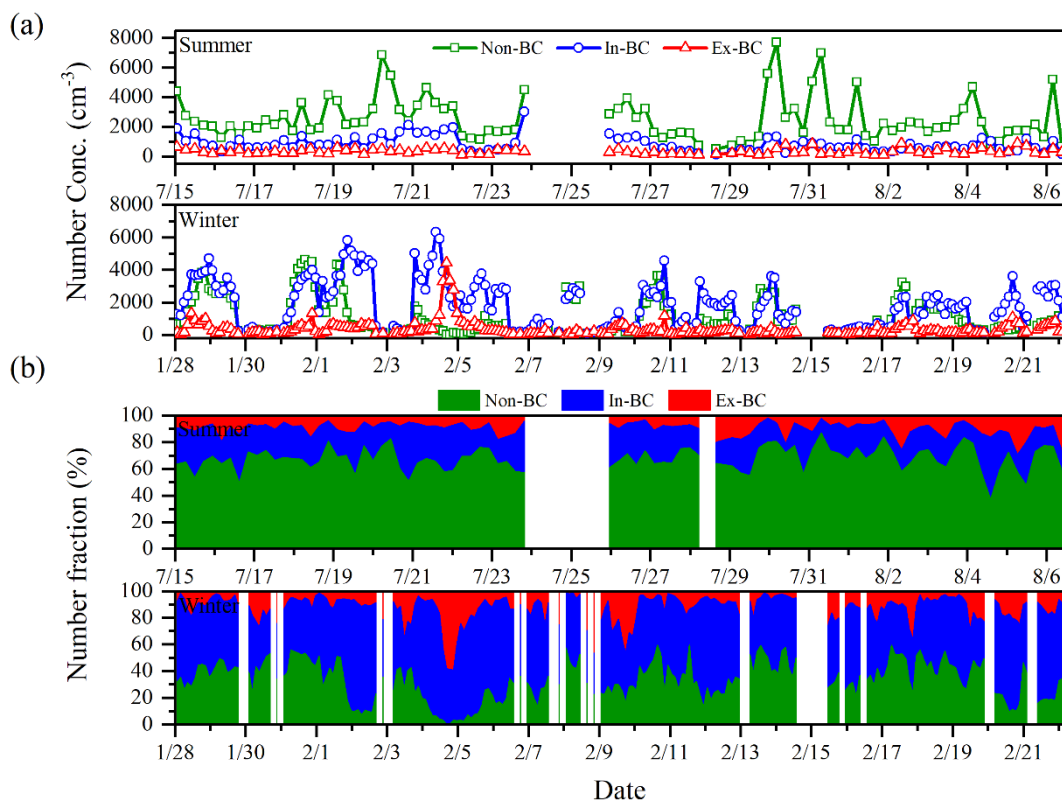 (a)
Number Conc. (cm⁻³)
Summer
Non-BC In-BC Ex-BC
8000
6000
4000
2000
0
7/15 7/17 7/19 7/21 7/23 7/25 7/27 7/29 7/31 8/2 8/4 8/6
Winter
8000
6000
4000
2000
0
1/28 1/30 2/1 2/3 2/5 2/7 2/9 2/11 2/13 2/15 2/17 2/19 2/21
(b)
Number fraction (%)
Non-BC In-BC Ex-BC
Summer
100
80
60
40
20
0
7/15 7/17 7/19 7/21 7/23 7/25 7/27 7/29 7/31 8/2 8/4 8/6
Winter
100
80
60
40
20
0
1/28 1/30 2/1 2/3 2/5 2/7 2/9 2/11 2/13 2/15 2/17 2/19 2/21
Date